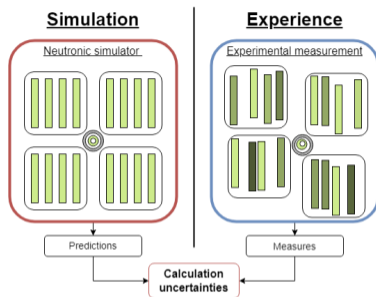 Simulation
Experience
Neutronic simulator
Experimental measurement
Predictions
Measures
Calculation
uncertainties